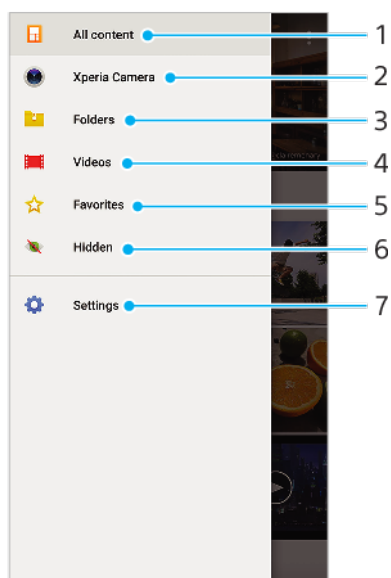 All content 1
Xperia Camera 2
Folders 3
Videos 4
Favorites 5
Hidden 6
Settings 7